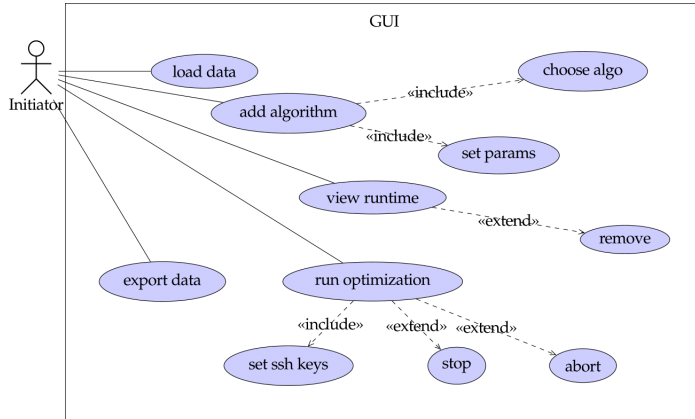 GUI
load data
choose algo
«include»
Initiator
add algorithm
«include»
set params
view runtime
«extend»
remove
export data
run optimization
«include»
«extend»
«extend»
set ssh keys
stop
abort